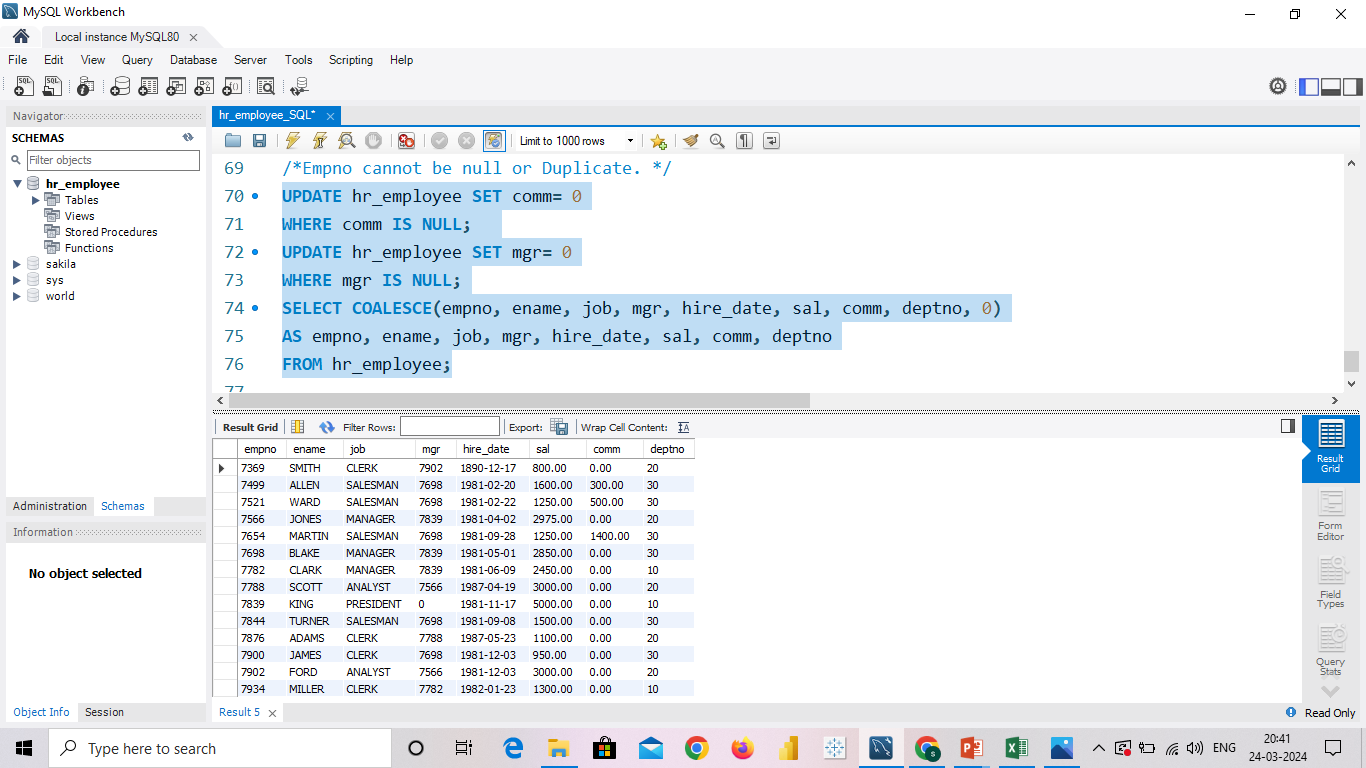 MySQL Workbench
Local instance MySQL80
File Edit View Query Database Server Tools Scripting Help
Navigator
SCHEMAS
Filter objects
hr_employee
Tables
Views
Stored Procedures
Functions
sakila
sys
world
Administration Schemas
Information
No object selected
Object Info Session
hr_employee_SQL*
Limit to 1000 rows
69 /*Empno cannot be null or Duplicate. */
70 UPDATE hr_employee SET comm= 0
71 WHERE comm IS NULL;
72 UPDATE hr_employee SET mgr= 0
73 WHERE mgr IS NULL;
74 SELECT COALESCE(empno, ename, job, mgr, hire_date, sal, comm, deptno, 0)
75 AS empno, ename, job, mgr, hire_date, sal, comm, deptno
76 FROM hr_employee;
77
Result Grid Filter Rows: Export: Wrap Cell Content:
empno ename job mgr hire_date sal comm deptno
7369 SMITH CLERK 7902 1890-12-17 800.00 0.00 20
7499 ALLEN SALESMAN 7698 1981-02-20 1600.00 300.00 30
7521 WARD SALESMAN 7698 1981-02-22 1250.00 500.00 30
7566 JONES MANAGER 7839 1981-04-02 2975.00 0.00 20
7654 MARTIN SALESMAN 7698 1981-09-28 1250.00 1400.00 30
7698 BLAKE MANAGER 7839 1981-05-01 2850.00 0.00 30
7782 CLARK MANAGER 7839 1981-06-09 2450.00 0.00 10
7788 SCOTT ANALYST 7566 1987-04-19 3000.00 0.00 20
7839 KING PRESIDENT 0 1981-11-17 5000.00 0.00 10
7844 TURNER SALESMAN 7698 1981-09-08 1500.00 0.00 30
7876 ADAMS CLERK 7788 1987-05-23 1100.00 0.00 20
7900 JAMES CLERK 7698 1981-12-03 950.00 0.00 30
7902 FORD ANALYST 7566 1981-12-03 3000.00 0.00 20
7934 MILLER CLERK 7782 1982-01-23 1300.00 0.00 10
Result
Grid
Form
Editor
Field
Types
Query
Stats
Result 5
Read Only
Type here to search
ENG
20:41
24-03-2024